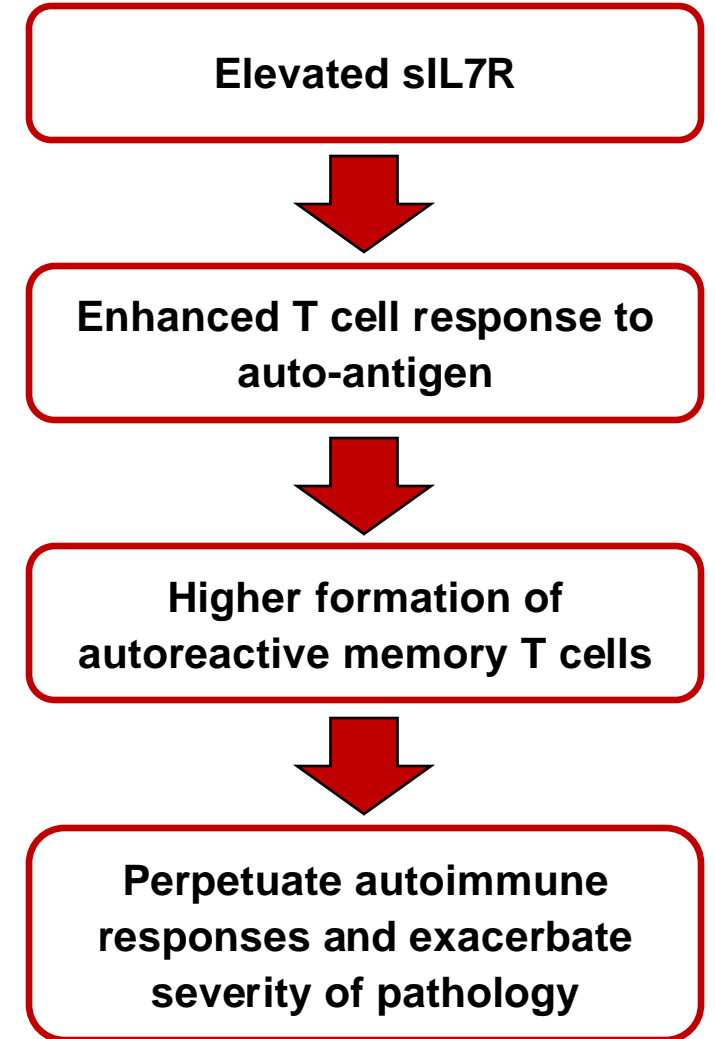 Elevated sIL7R
Enhanced T cell response to
auto-antigen
Higher formation of
autoreactive memory T cells
Perpetuate autoimmune
responses and exacerbate
severity of pathology